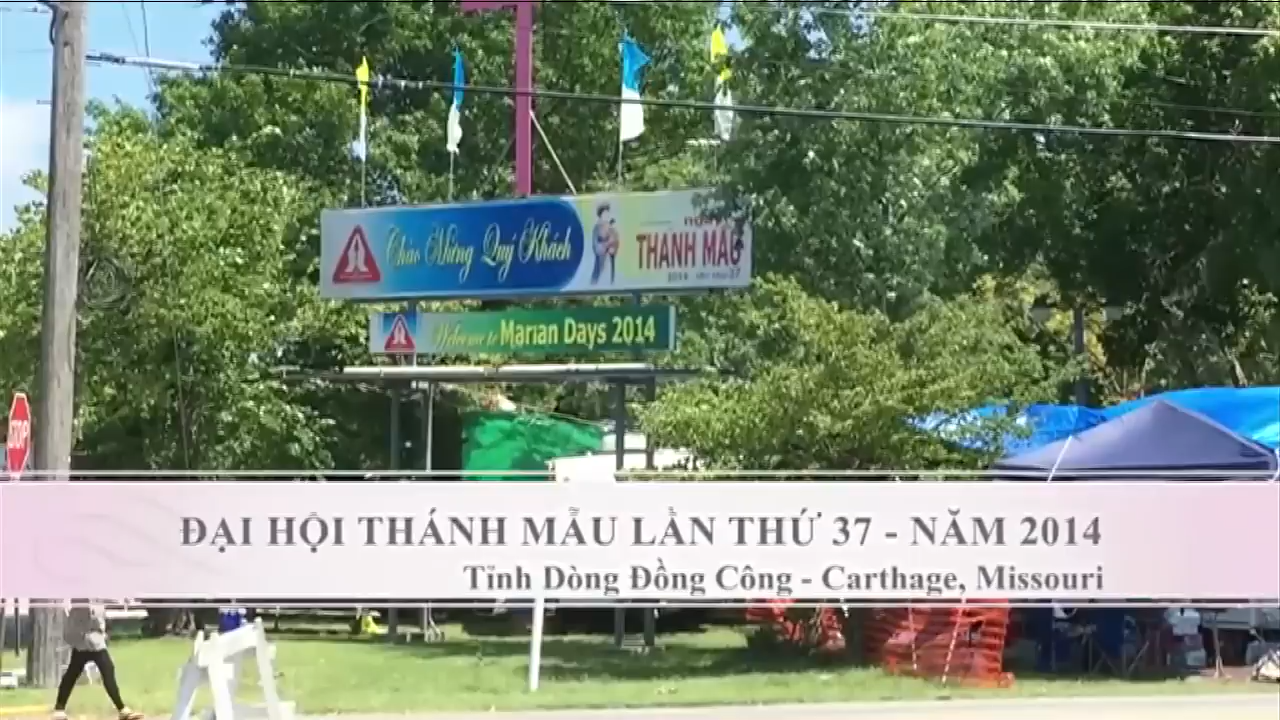 Chào Mừng Quý Khách
THÁNH MẪU
Welcome to Marian Days 2014
STOP
ĐẠI HỘI THÁNH MẪU LẦN THỨ 37 - NĂM 2014
Tỉnh Dòng Đồng Công - Carthage, Missouri